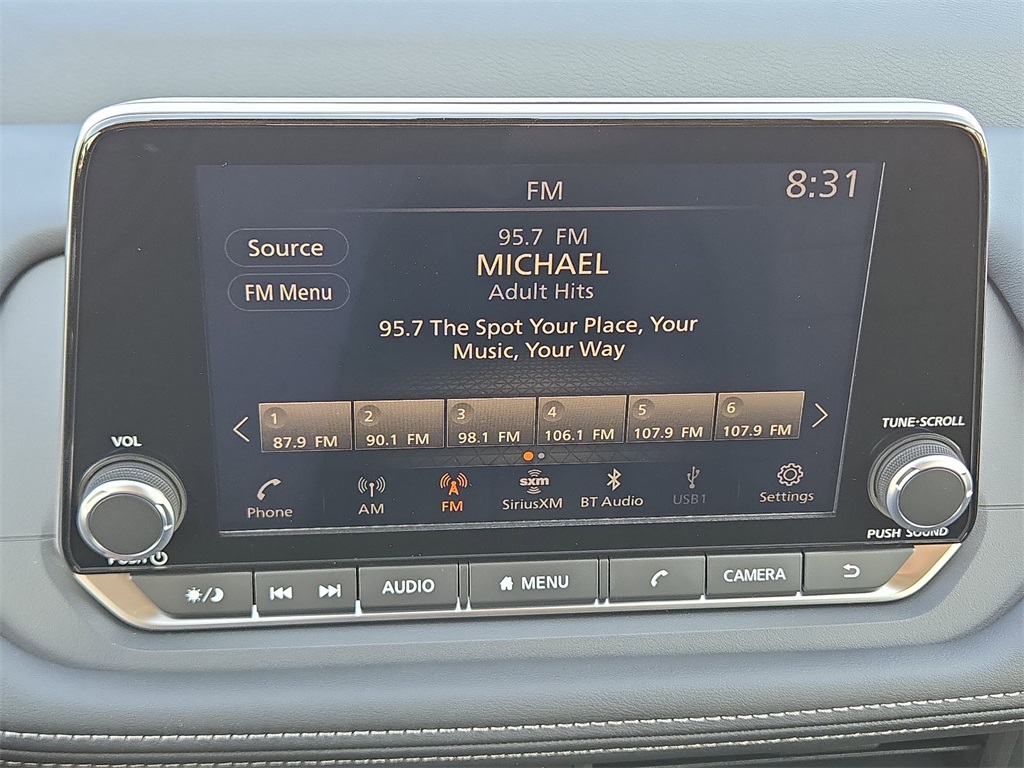 FM
8:31
Source
FM Menu
95.7 FM
MICHAEL
Adult Hits
95.7 The Spot Your Place, Your
Music, Your Way
1 2 3 4 5 6
87.9 FM 90.1 FM 98.1 FM 106.1 FM 107.9 FM 107.9 FM
sxm
Phone AM FM SiriusXM BT Audio USB1 Settings
VOL
PUSH
TUNE·SCROLL
PUSH SOUND
AUDIO MENU CAMERA